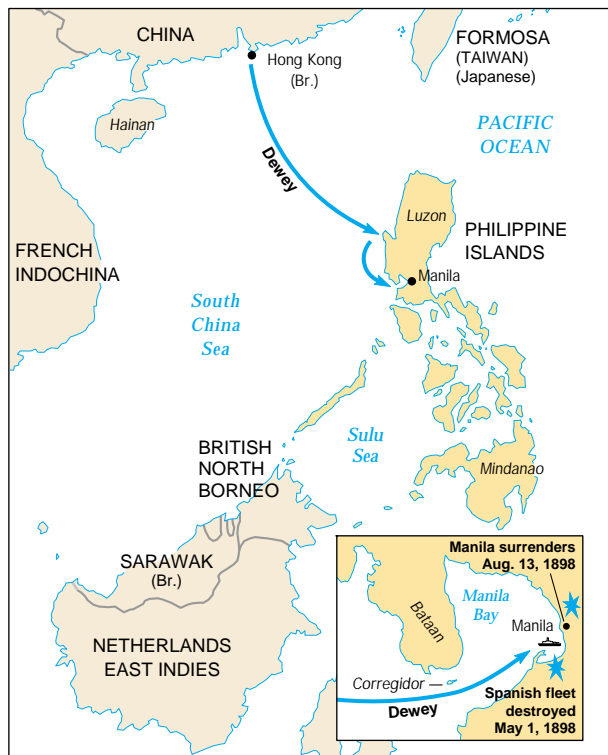 CHINA
FORMOSA
(TAIWAN)
(Japanese)
Hong Kong
(Br.)
Hainan
PACIFIC
OCEAN
Dewey
Luzon
PHILIPPINE
ISLANDS
FRENCH
INDOCHINA
Manila
South
China
Sea
Sulu
Sea
BRITISH
NORTH
BORNEO
Mindanao
SARAWAK
(Br.)
NETHERLANDS
EAST INDIES
Manila surrenders
Aug. 13, 1898
Manila
Bay
Bataan
Manila
Corregidor
Dewey
Spanish fleet
destroyed
May 1, 1898